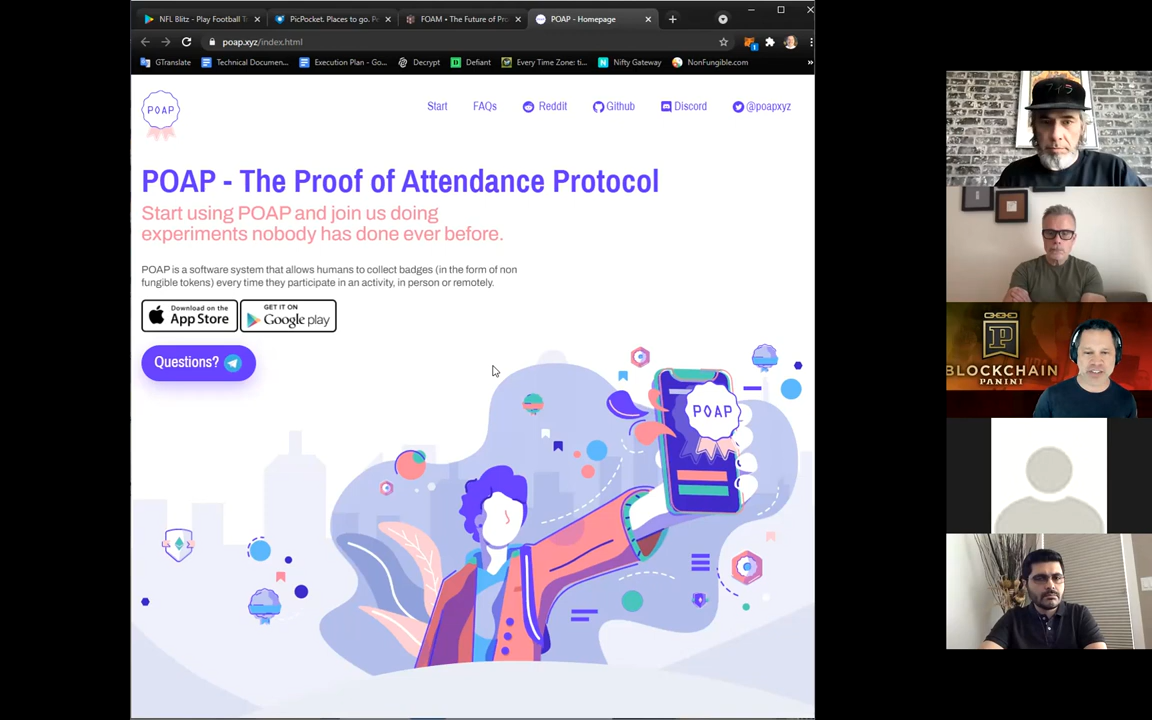 NFL Blitz - Play Football T
PicPocket. Places to go. Pe
FOAM • The Future of Pro
POAP - Homepage
poap.xyz/index.html
GTranslate
Technical Documen...
Execution Plan - Go...
Decrypt
Defiant
Every Time Zone: ti...
Nifty Gateway
NonFungible.com
»
POAP
Start
FAQs
Reddit
Github
Discord
@poapxyz
POAP - The Proof of Attendance Protocol
Start using POAP and join us doing
experiments nobody has done ever before.
POAP is a software system that allows humans to collect badges (in the form of non
fungible tokens) every time they participate in an activity, in person or remotely.
Download on the
App Store
GET IT ON
Google play
Questions?
POAP
P
BLOCKCHAIN
PANINI